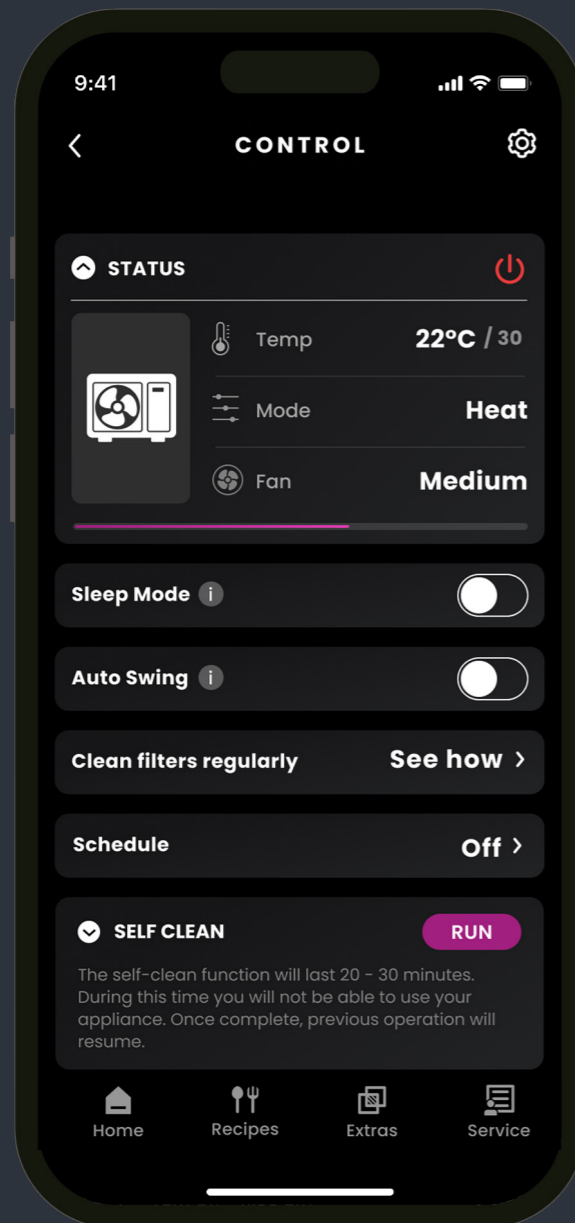 9:41
CONTROL
STATUS
Temp 22°C / 30
Mode Heat
Fan Medium
Sleep Mode i
Auto Swing i
Clean filters regularly See how >
Schedule Off >
SELF CLEAN RUN
The self-clean function will last 20 - 30 minutes.
During this time you will not be able to use your
appliance. Once complete, previous operation will
resume.
Home Recipes Extras Service